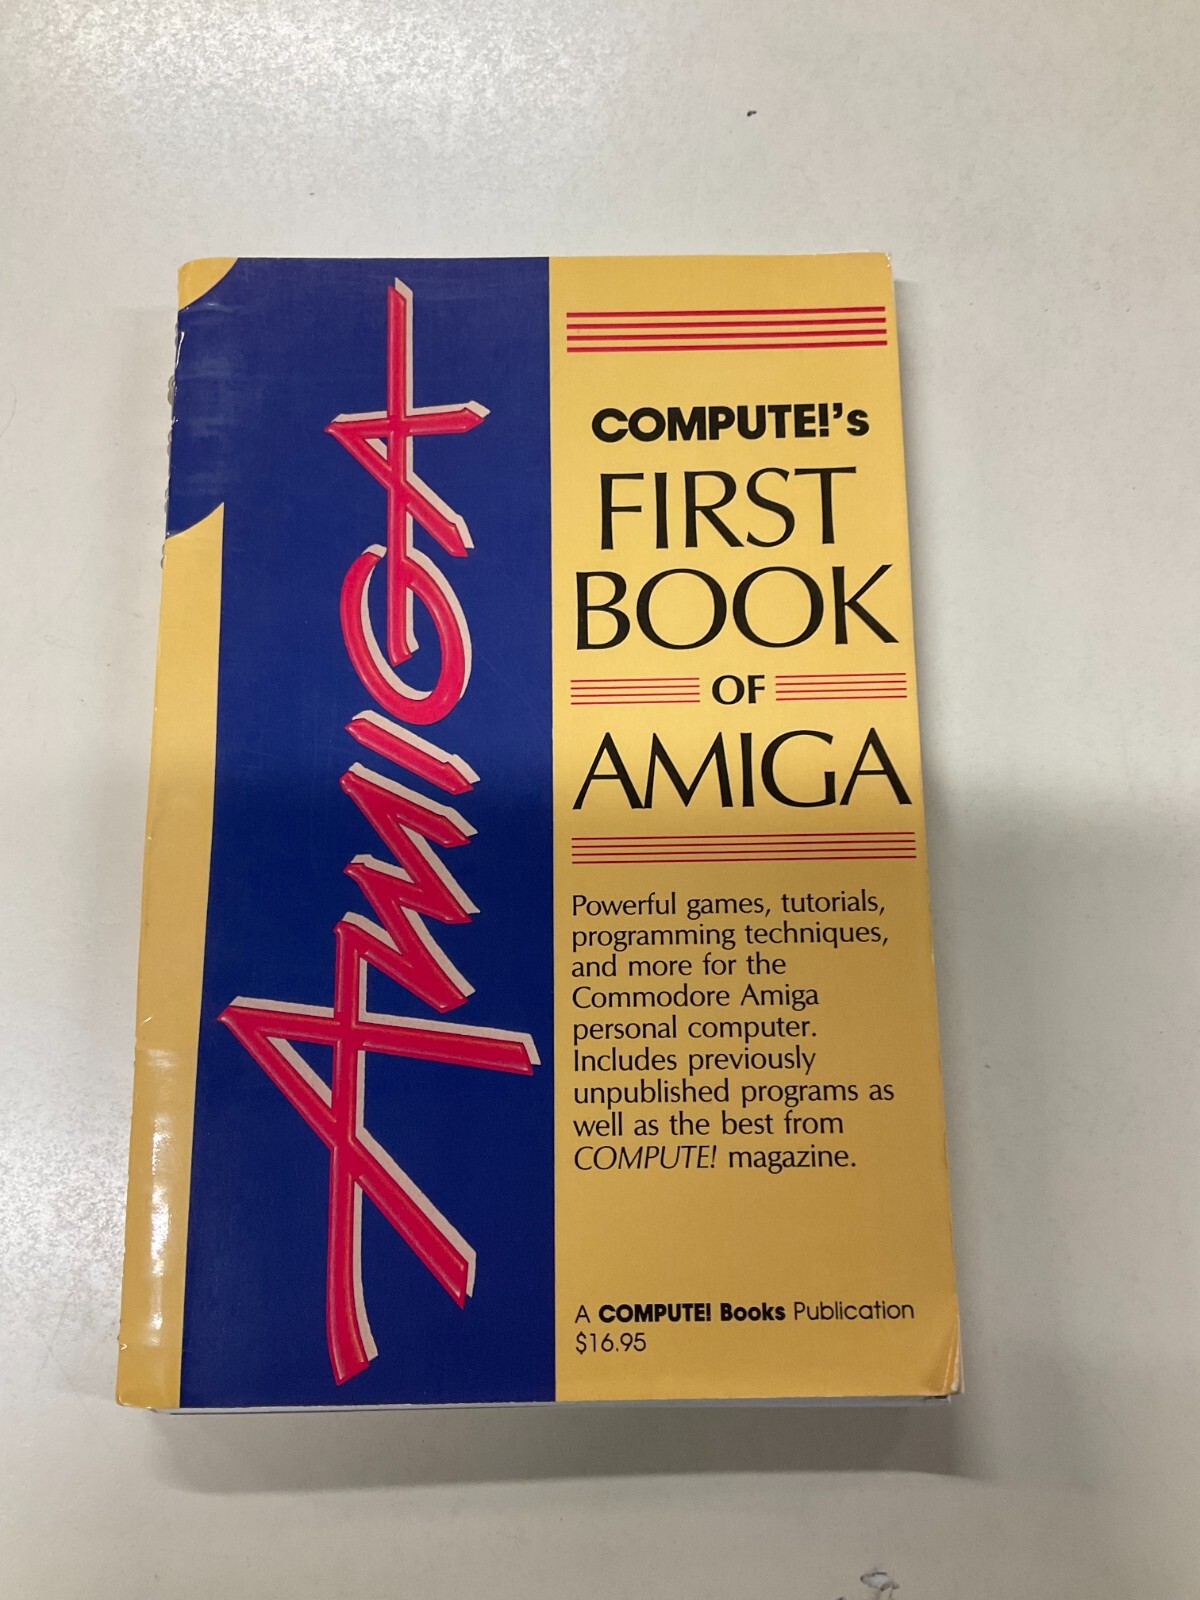 AMIGA
COMPUTE!'s
FIRST
BOOK
OF
AMIGA
Powerful games, tutorials,
programming techniques,
and more for the
Commodore Amiga
personal computer.
Includes previously
unpublished programs as
well as the best from
COMPUTE! magazine.
A COMPUTE! Books Publication
$16.95